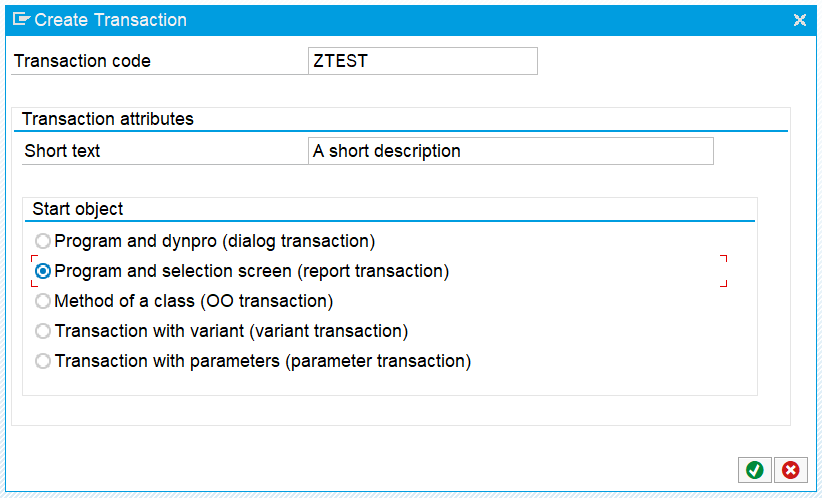 Create Transaction
Transaction code ZTEST
Transaction attributes
Short text A short description
Start object
Program and dynpro (dialog transaction)
Program and selection screen (report transaction)
Method of a class (OO transaction)
Transaction with variant (variant transaction)
Transaction with parameters (parameter transaction)